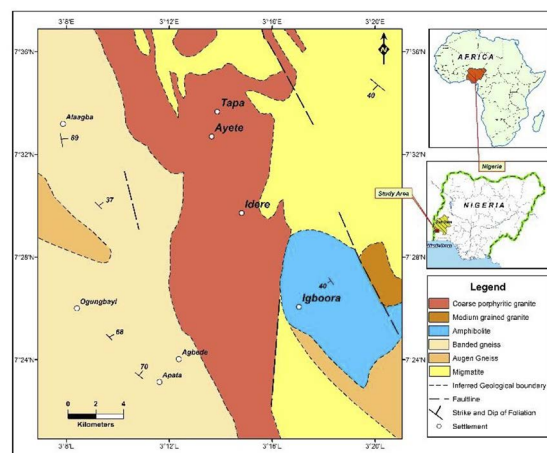 3°8'E 3°12'E 3°16'E 3°20'E
7°36'N
7°36'N
40
Tapa
Ayete
Alaagba
89
7°32'N
7°32'N
37
Idere
7°28'N
7°28'N
40
Igboora
Ogungbayi
68
Agbede
7°24'N
7°24'N
70
Apata
0 2 4
Kilometers
3°8'E 3°12'E 3°16'E 3°20'E
AFRICA
Nigeria
Study Area
NIGERIA
Legend
Coarse porphyritic granite
Medium grained granite
Amphibolite
Banded gneiss
Augen Gneiss
Migmatite
Inferred Geological boundary
Faultline
Strike and Dip of Foliation
Settlement